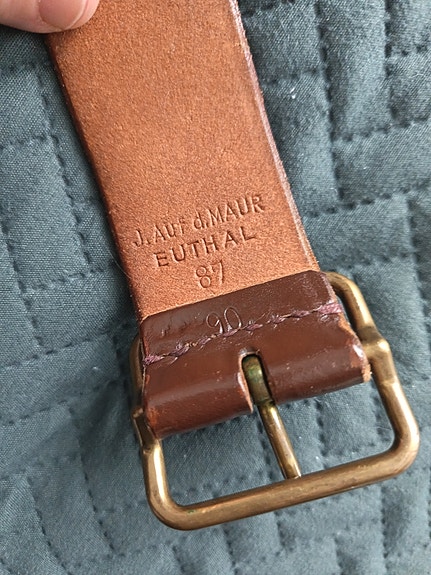 J. Auf d. MAUR
EUTHAL
87
90